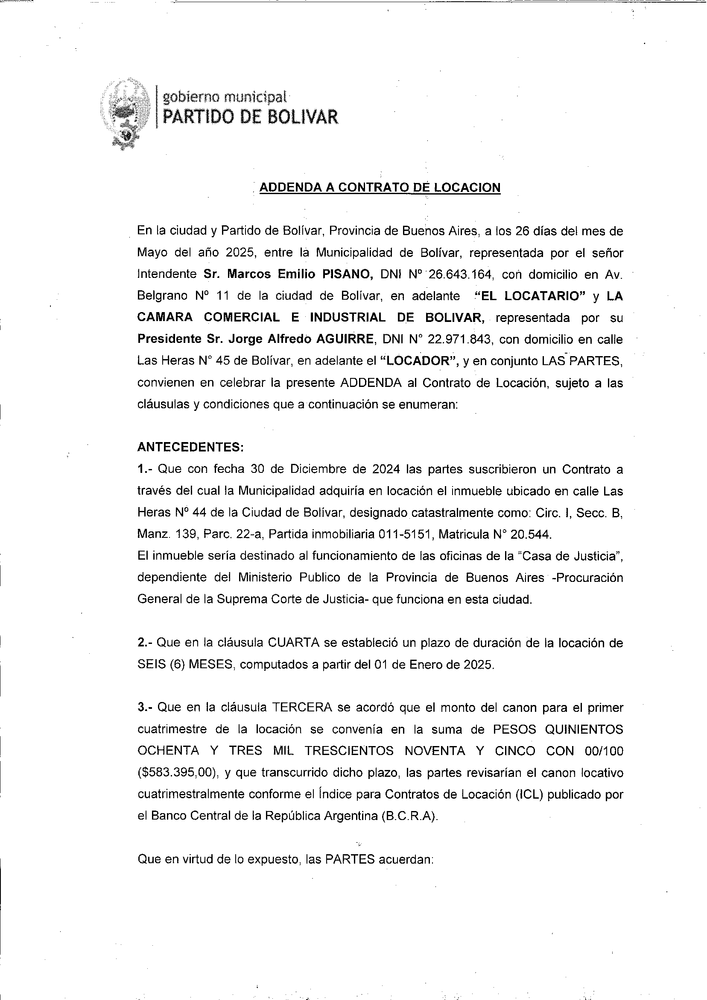 gobierno municipal
PARTIDO DE BOLIVAR
ADDENDA A CONTRATO DE LOCACION
En la ciudad y Partido de Bolívar, Provincia de Buenos Aires, a los 26 días del mes de
Mayo del año 2025, entre la Municipalidad de Bolívar, representada por el señor
Intendente Sr. Marcos Emilio PISANO, DNI Nº 26.643.164, con domicilio en Av.
Belgrano Nº 11 de la ciudad de Bolívar, en adelante “EL LOCATARIO” y LA
CAMARA COMERCIAL E INDUSTRIAL DE BOLIVAR, representada por su
Presidente Sr. Jorge Alfredo AGUIRRE, DNI N° 22.971.843, con domicilio en calle
Las Heras N° 45 de Bolívar, en adelante el “LOCADOR”, y en conjunto LAS PARTES,
convienen en celebrar la presente ADDENDA al Contrato de Locación, sujeto a las
cláusulas y condiciones que a continuación se enumeran:
ANTECEDENTES:
1.- Que con fecha 30 de Diciembre de 2024 las partes suscribieron un Contrato a
través del cual la Municipalidad adquiría en locación el inmueble ubicado en calle Las
Heras Nº 44 de la Ciudad de Bolívar, designado catastralmente como: Circ. I, Secc. B,
Manz. 139, Parc. 22-a, Partida inmobiliaria 011-5151, Matricula N° 20.544.
El inmueble sería destinado al funcionamiento de las oficinas de la “Casa de Justicia”,
dependiente del Ministerio Publico de la Provincia de Buenos Aires -Procuración
General de la Suprema Corte de Justicia- que funciona en esta ciudad.
2.- Que en la cláusula CUARTA se estableció un plazo de duración de la locación de
SEIS (6) MESES, computados a partir del 01 de Enero de 2025.
3.- Que en la cláusula TERCERA se acordó que el monto del canon para el primer
cuatrimestre de la locación se convenía en la suma de PESOS QUINIENTOS
OCHENTA Y TRES MIL TRESCIENTOS NOVENTA Y CINCO CON 00/100
($583.395,00), y que transcurrido dicho plazo, las partes revisarían el canon locativo
cuatrimestralmente conforme el Índice para Contratos de Locación (ICL) publicado por
el Banco Central de la República Argentina (B.C.R.A).
Que en virtud de lo expuesto, las PARTES acuerdan: